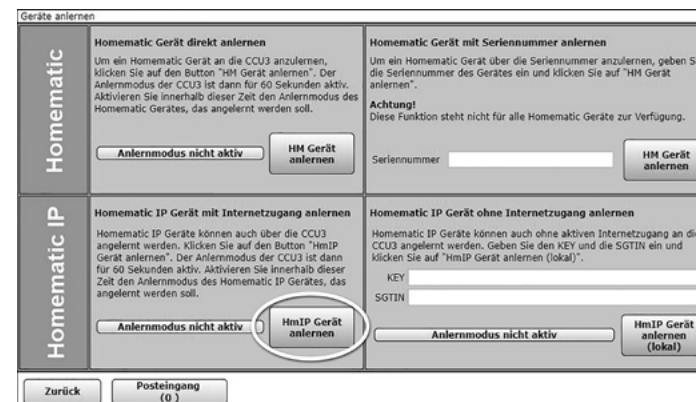 Geräte anlernen
Homematic
Homematic Gerät direkt anlernen
Um ein Homematic Gerät an die CCU3 anzulernen,
klicken Sie auf den Button "HM Gerät anlernen". Der
Anlernmodus der CCU3 ist dann für 60 Sekunden aktiv.
Aktivieren Sie innerhalb dieser Zeit den Anlernmodus des
Homematic Gerätes, das angelernt werden soll.
Anlernmodus nicht aktiv
HM Gerät
anlernen
Homematic Gerät mit Seriennummer anlernen
Um ein Homematic Gerät über die Seriennummer anzulernen, geben S
die Seriennummer des Gerätes ein und klicken Sie auf "HM Gerät
anlernen".
Achtung!
Diese Funktion steht nicht für alle Homematic Geräte zur Verfügung.
Seriennummer
HM Gerät
anlernen
Homematic IP
Homematic IP Gerät mit Internetzugang anlernen
Homematic IP Geräte können auch über die CCU3
angelernt werden. Klicken Sie auf den Button "HmIP
Gerät anlernen". Der Anlernmodus der CCU3 ist dann
für 60 Sekunden aktiv. Aktivieren Sie innerhalb dieser
Zeit den Anlernmodus des Homematic IP Gerätes, das
angelernt werden soll.
Anlernmodus nicht aktiv
HmIP Gerät
anlernen
Homematic IP Gerät ohne Internetzugang anlernen
Homematic IP Geräte können auch ohne aktiven Internetzugang an die
CCU3 angelernt werden. Geben Sie den KEY und die SGTIN ein und
klicken Sie auf "HmIP Gerät anlernen (lokal)".
KEY
SGTIN
Anlernmodus nicht aktiv
HmIP Gerät
anlernen
(lokal)
Zurück
Posteingang
(0 )